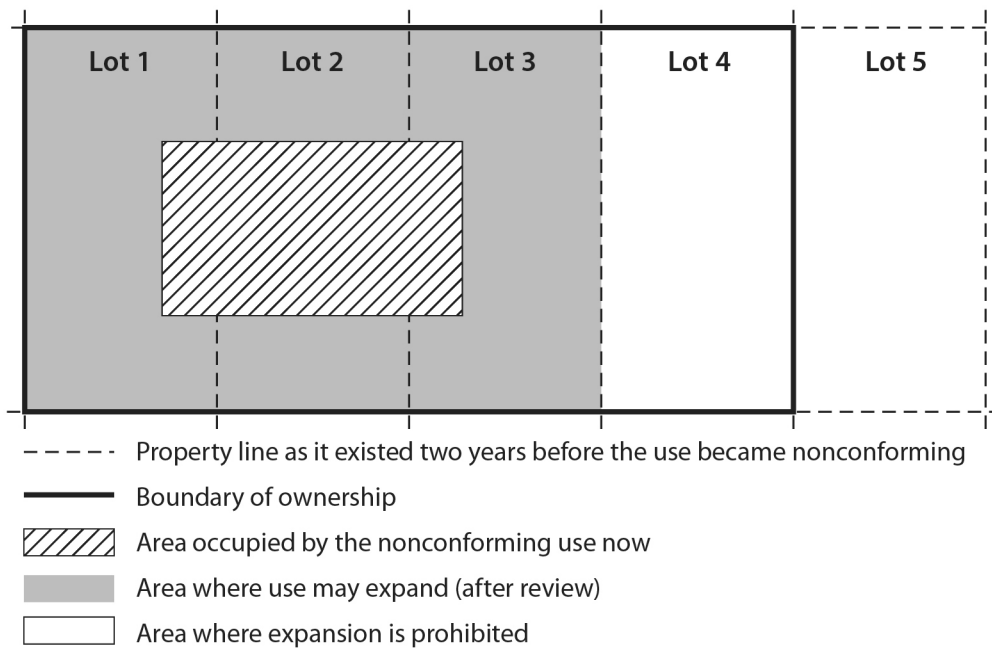 Lot 1 Lot 2 Lot 3 Lot 4 Lot 5
Property line as it existed two years before the use became nonconforming
Boundary of ownership
Area occupied by the nonconforming use now
Area where use may expand (after review)
Area where expansion is prohibited